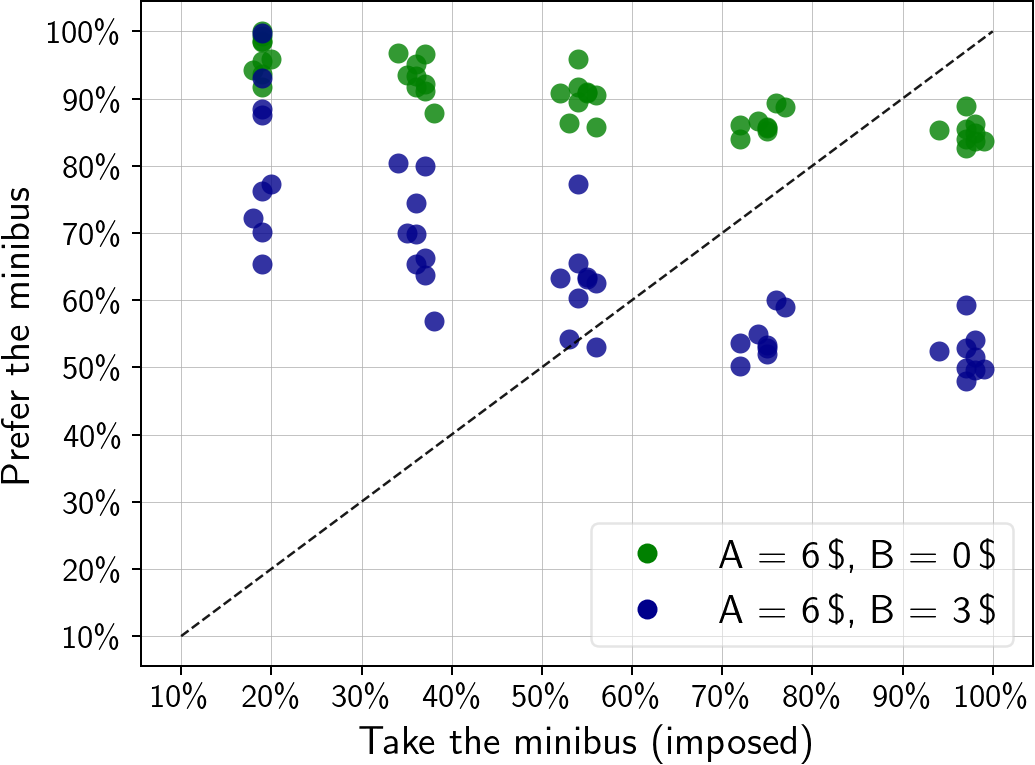 100%
90%
80%
70%
60%
50%
40%
30%
20%
10%
Prefer the minibus
A = 6 $, B = 0 $
A = 6 $, B = 3 $
10% 20% 30% 40% 50% 60% 70% 80% 90% 100%
Take the minibus (imposed)